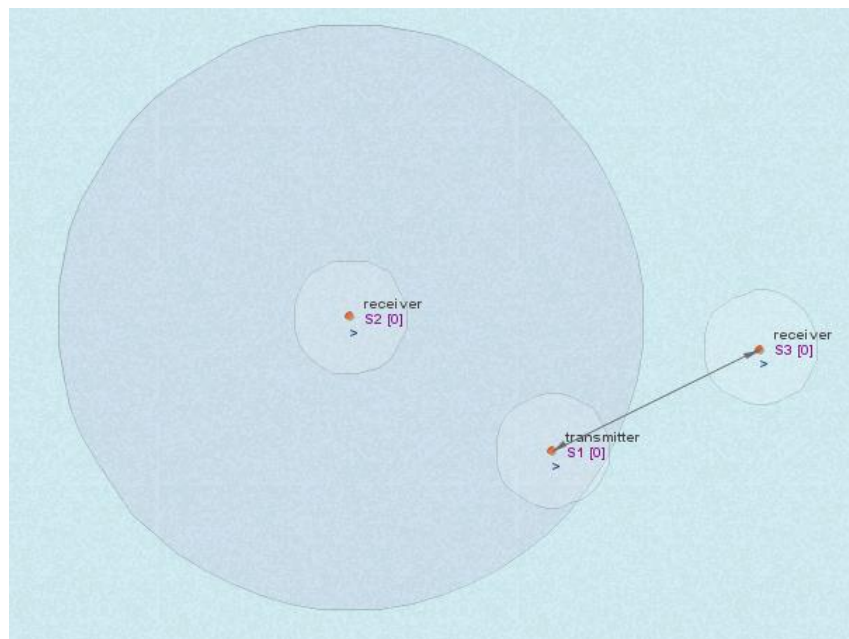 receiver
S2 [0]
>
receiver
S3 [0]
>
transmitter
S1 [0]
>